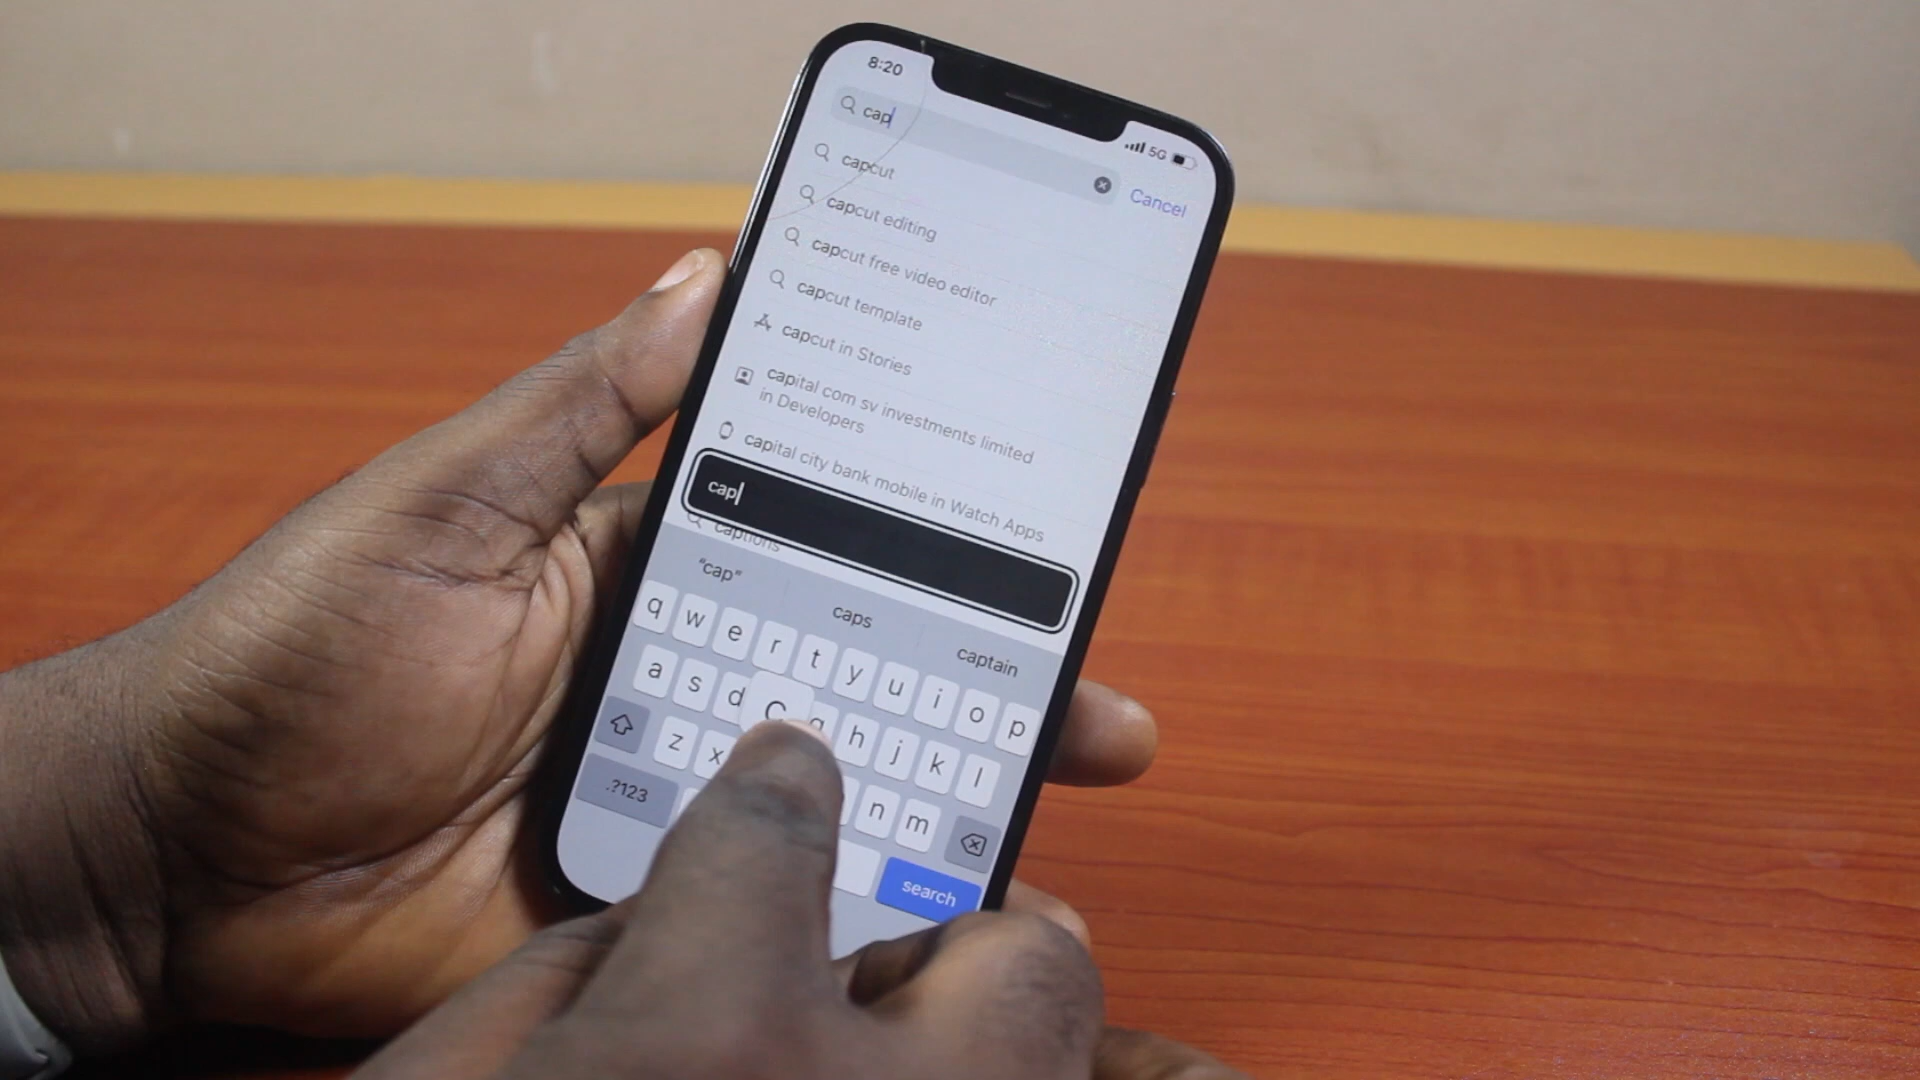 8:20
5G
cap
Cancel
capcut
capcut editing
capcut free video editor
capcut template
capcut in Stories
capital com sv investments limited
in Developers
capital city bank mobile in Watch Apps
cap
captions
"cap"
caps
captain
q w e r t y u i o p
a s d C g h j k l
z x n m
.?123
search